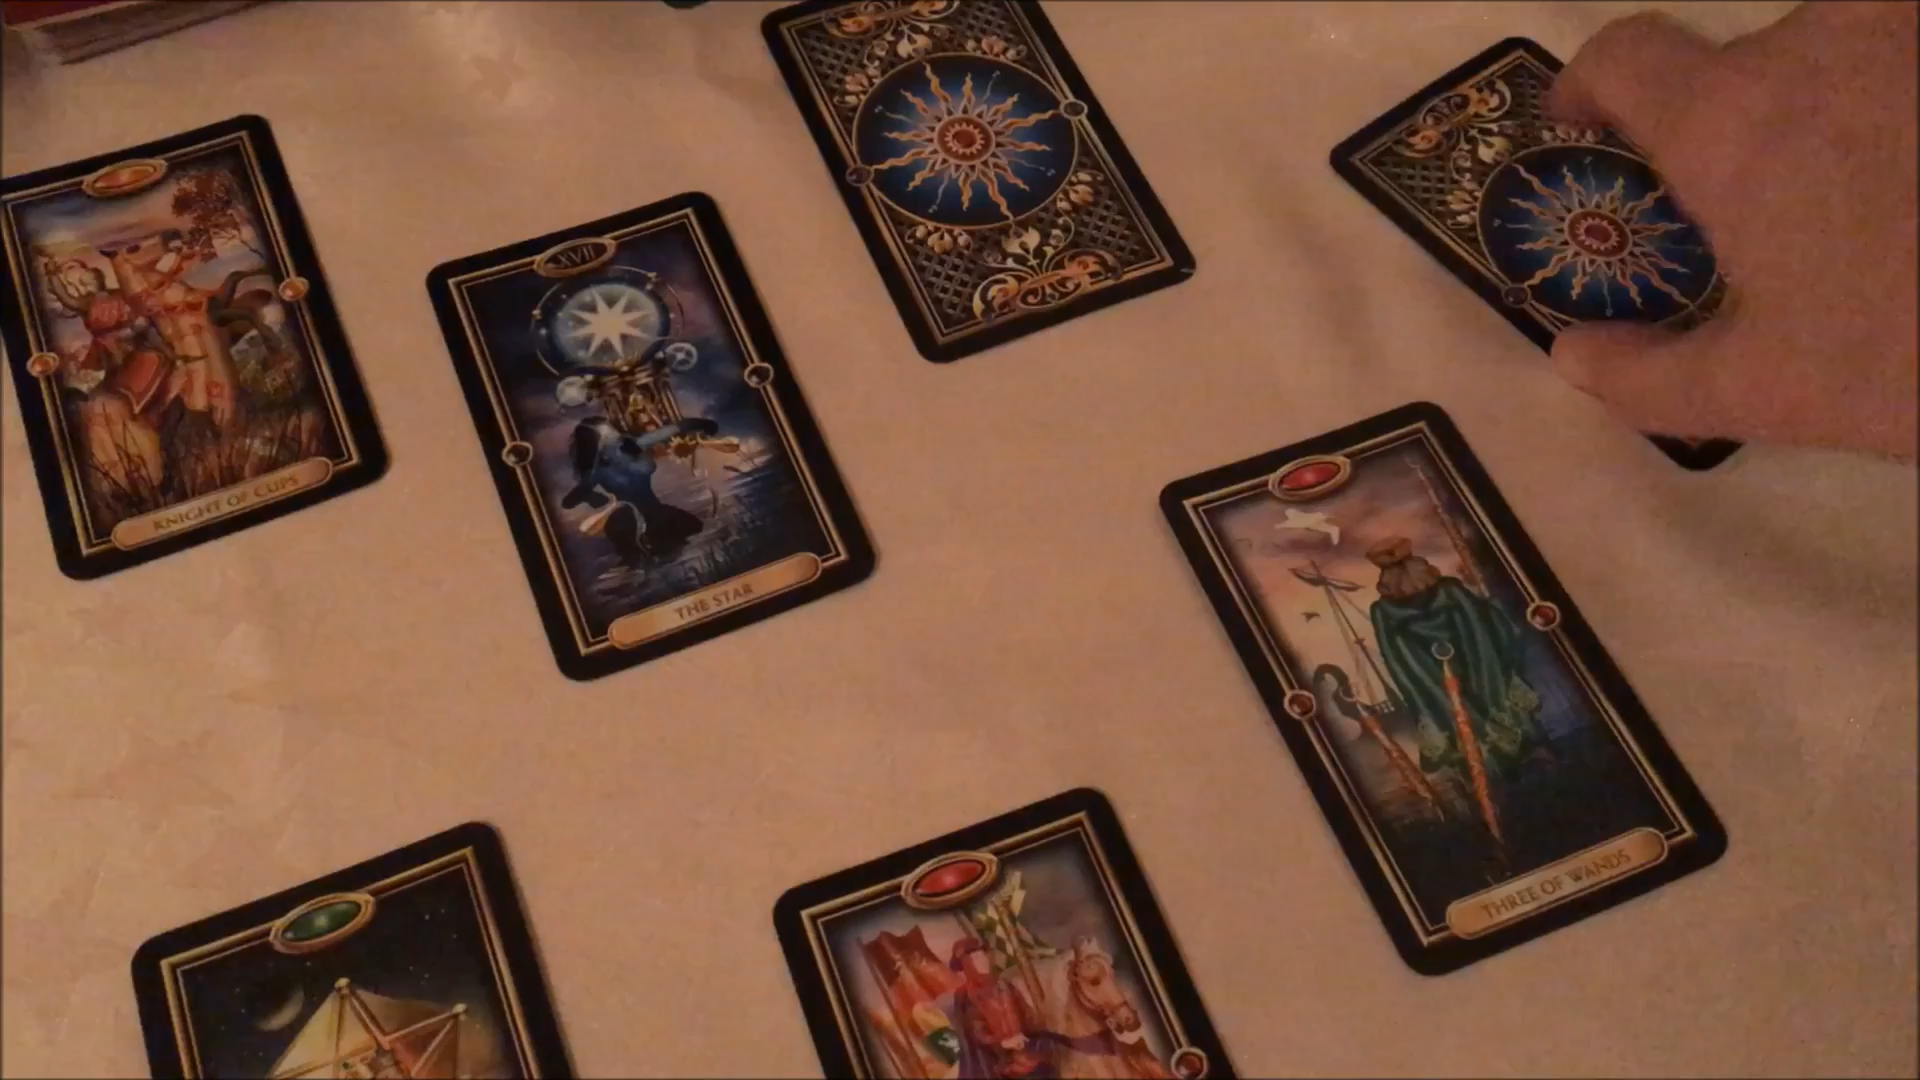 KNIGHT OF CUPS
XVII
THE STAR
THREE OF WANDS